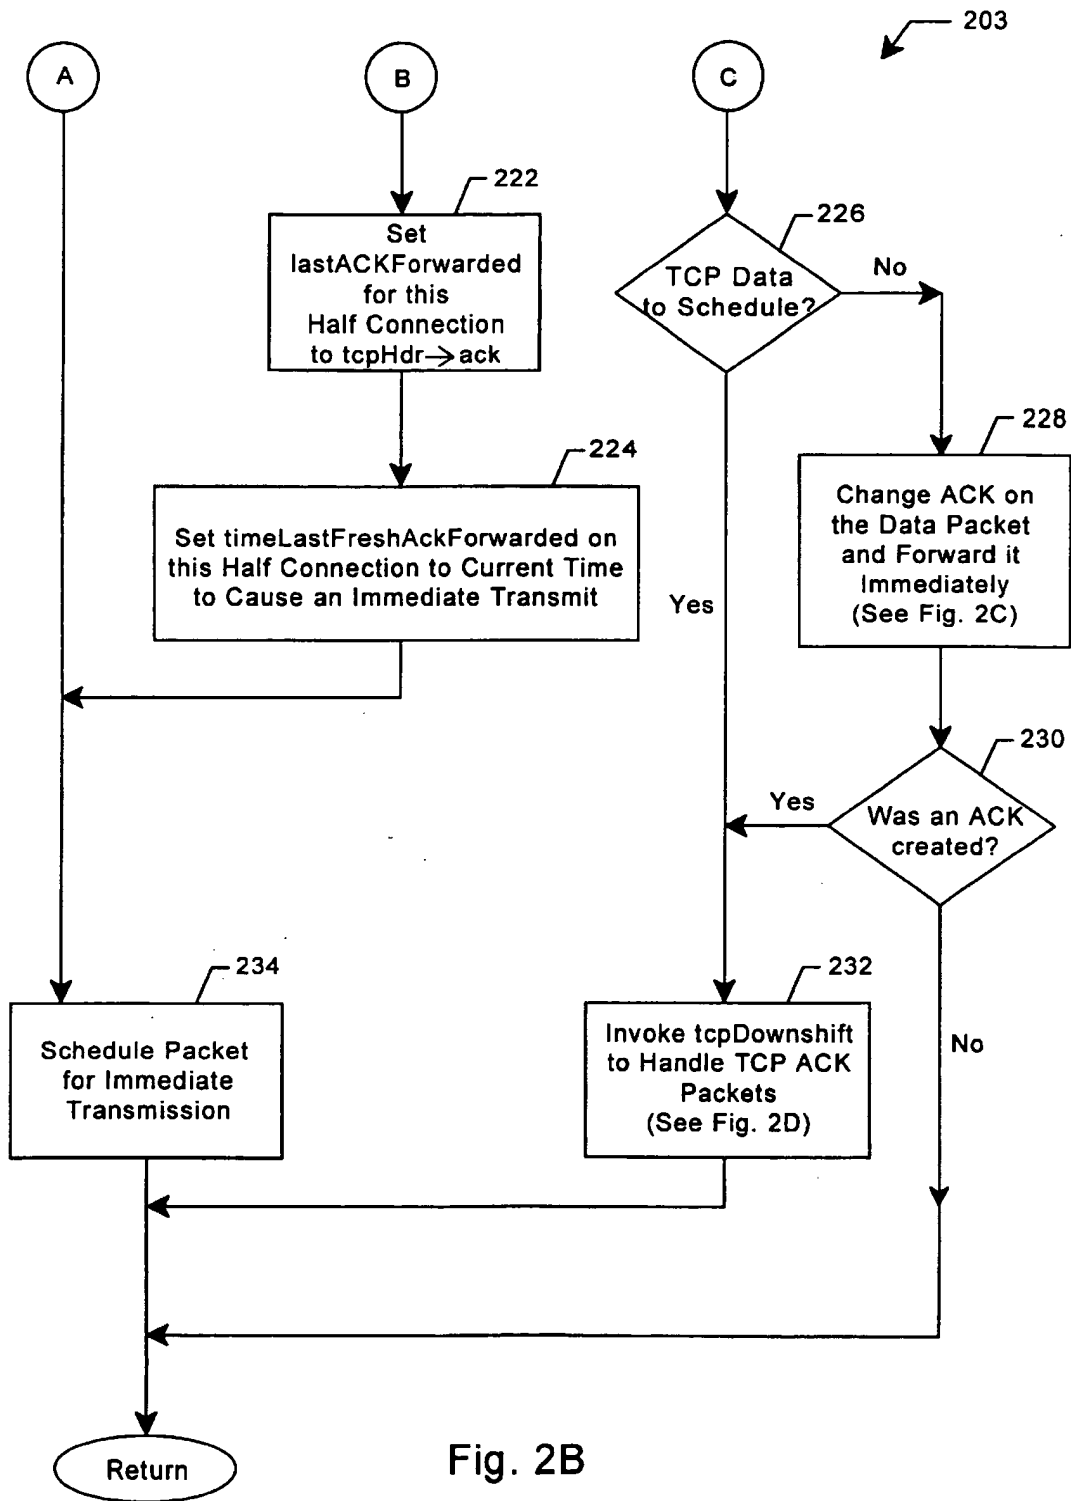 203
A
B
C
222
Set
lastACKForwarded
for this
Half Connection
to tcpHdr→ack
226
TCP Data
to Schedule?
No
224
Set timeLastFreshAckForwarded on
this Half Connection to Current Time
to Cause an Immediate Transmit
Yes
228
Change ACK on
the Data Packet
and Forward it
Immediately
(See Fig. 2C)
230
Was an ACK
created?
Yes
No
234
Schedule Packet
for Immediate
Transmission
232
Invoke tcpDownshift
to Handle TCP ACK
Packets
(See Fig. 2D)
Return
Fig. 2B